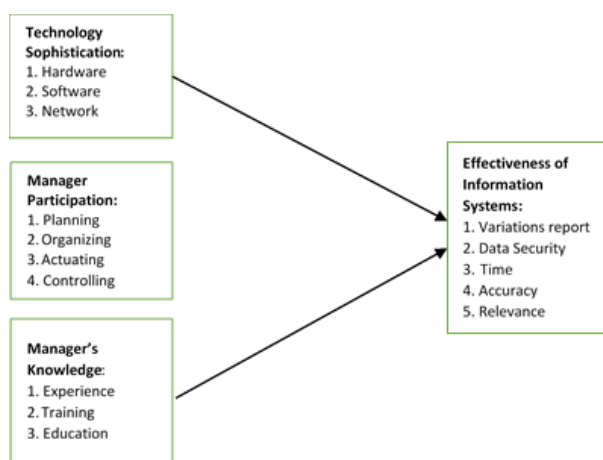 Technology
Sophistication:
1. Hardware
2. Software
3. Network
Manager
Participation:
1. Planning
2. Organizing
3. Actuating
4. Controlling
Manager's
Knowledge:
1. Experience
2. Training
3. Education
Effectiveness of
Information
Systems:
1. Variations report
2. Data Security
3. Time
4. Accuracy
5. Relevance